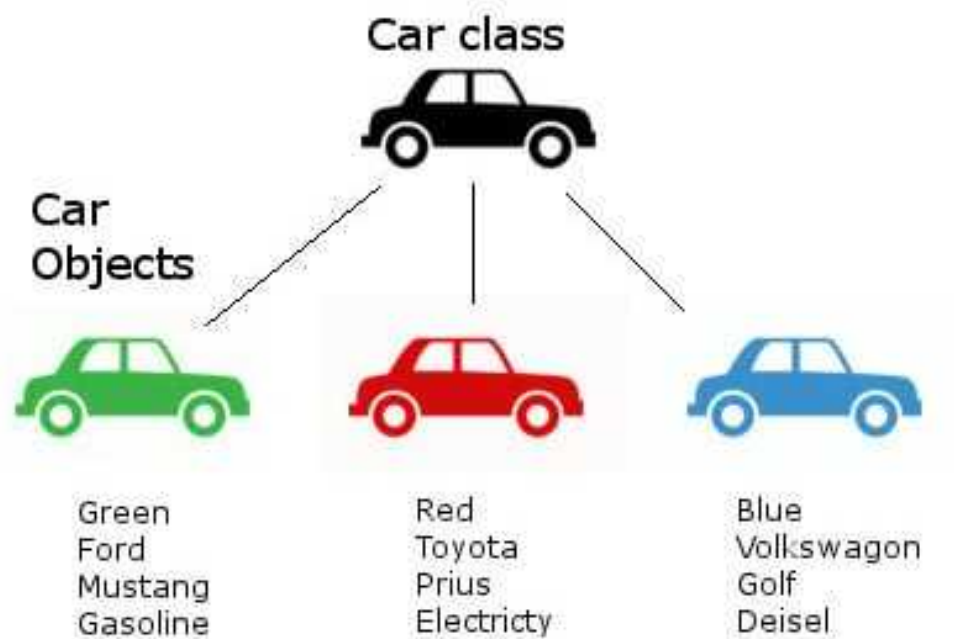 Car class
Car
Objects
Green
Ford
Mustang
Gasoline
Red
Toyota
Prius
Electricty
Blue
Volkswagon
Golf
Deisel